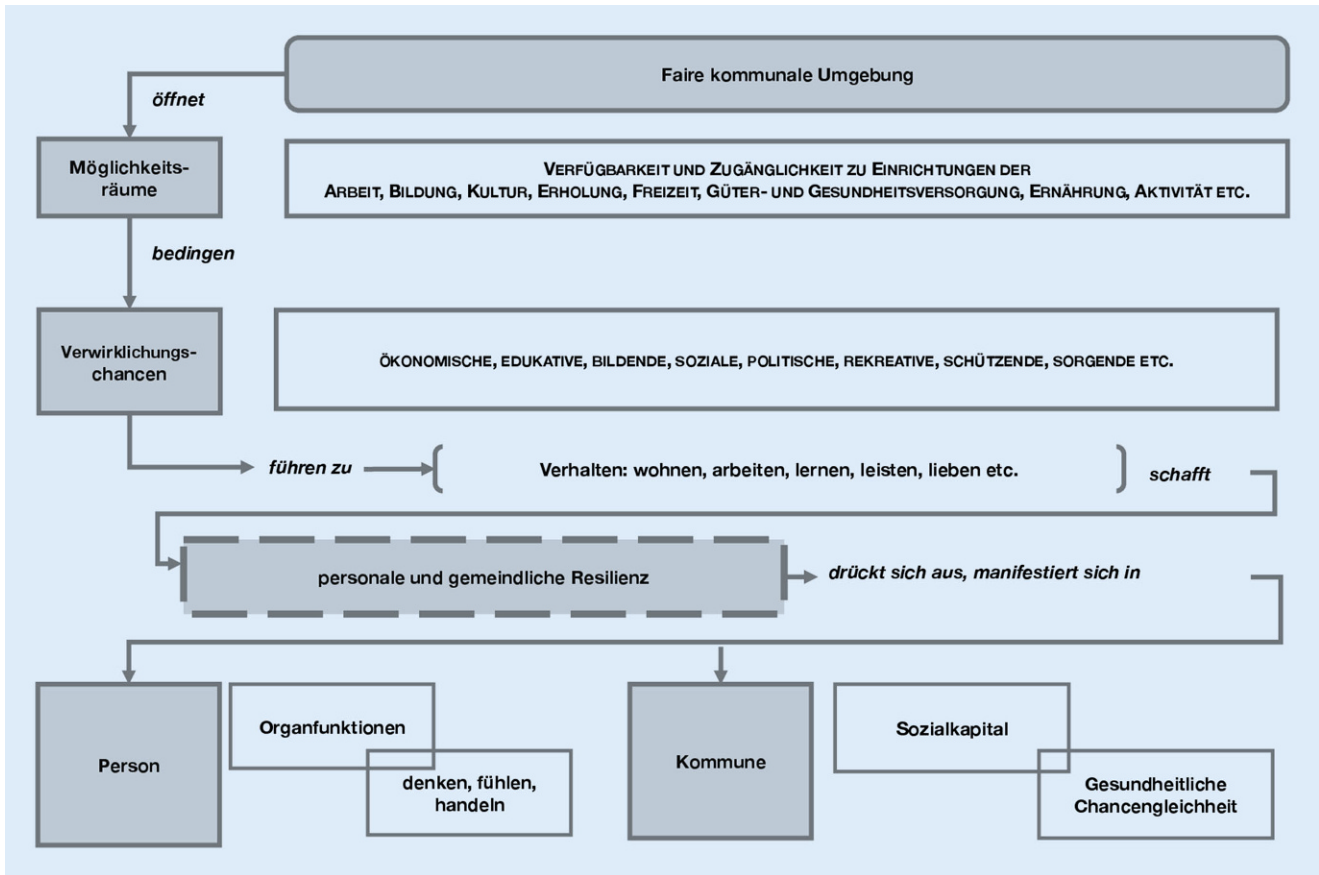 Faire kommunale Umgebung
öffnet
Möglichkeits-
räume
VERFÜGBARKEIT UND ZUGÄNGLICHKEIT ZU EINRICHTUNGEN DER
ARBEIT, BILDUNG, KULTUR, ERHOLUNG, FREIZEIT, GÜTER- UND GESUNDHEITSVERSORGUNG, ERNÄHRUNG, AKTIVITÄT ETC.
bedingen
Verwirklichungs-
chancen
ÖKONOMISCHE, EDUKATIVE, BILDENDE, SOZIALE, POLITISCHE, REKREATIVE, SCHÜTZENDE, SORGENDE ETC.
führen zu
Verhalten: wohnen, arbeiten, lernen, leisten, lieben etc.
schafft
personale und gemeindliche Resilienz
drückt sich aus, manifestiert sich in
Person
Organfunktionen
denken, fühlen,
handeln
Kommune
Sozialkapital
Gesundheitliche
Chancengleichheit